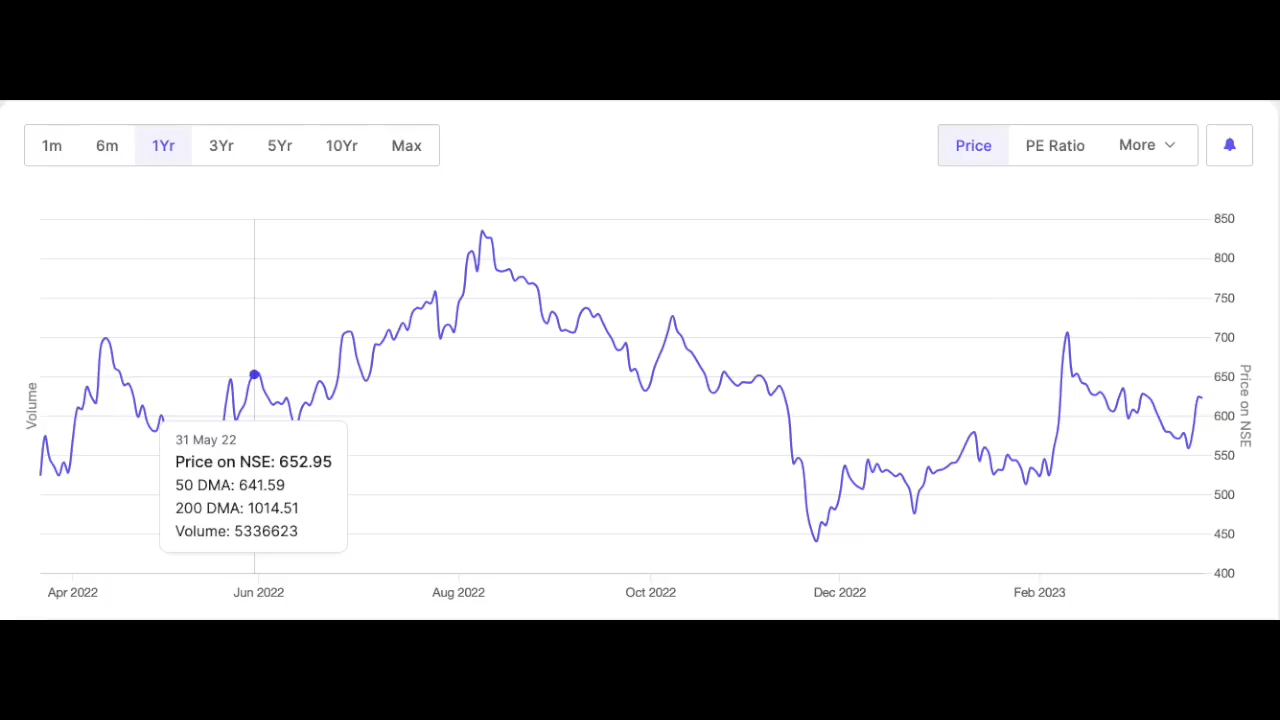 1m 6m 1Yr 3Yr 5Yr 10Yr Max Price PE Ratio More
850
800
750
700
650
600
550
500
450
400
Volume
Price on NSE
31 May 22
Price on NSE: 652.95
50 DMA: 641.59
200 DMA: 1014.51
Volume: 5336623
Apr 2022 Jun 2022 Aug 2022 Oct 2022 Dec 2022 Feb 2023